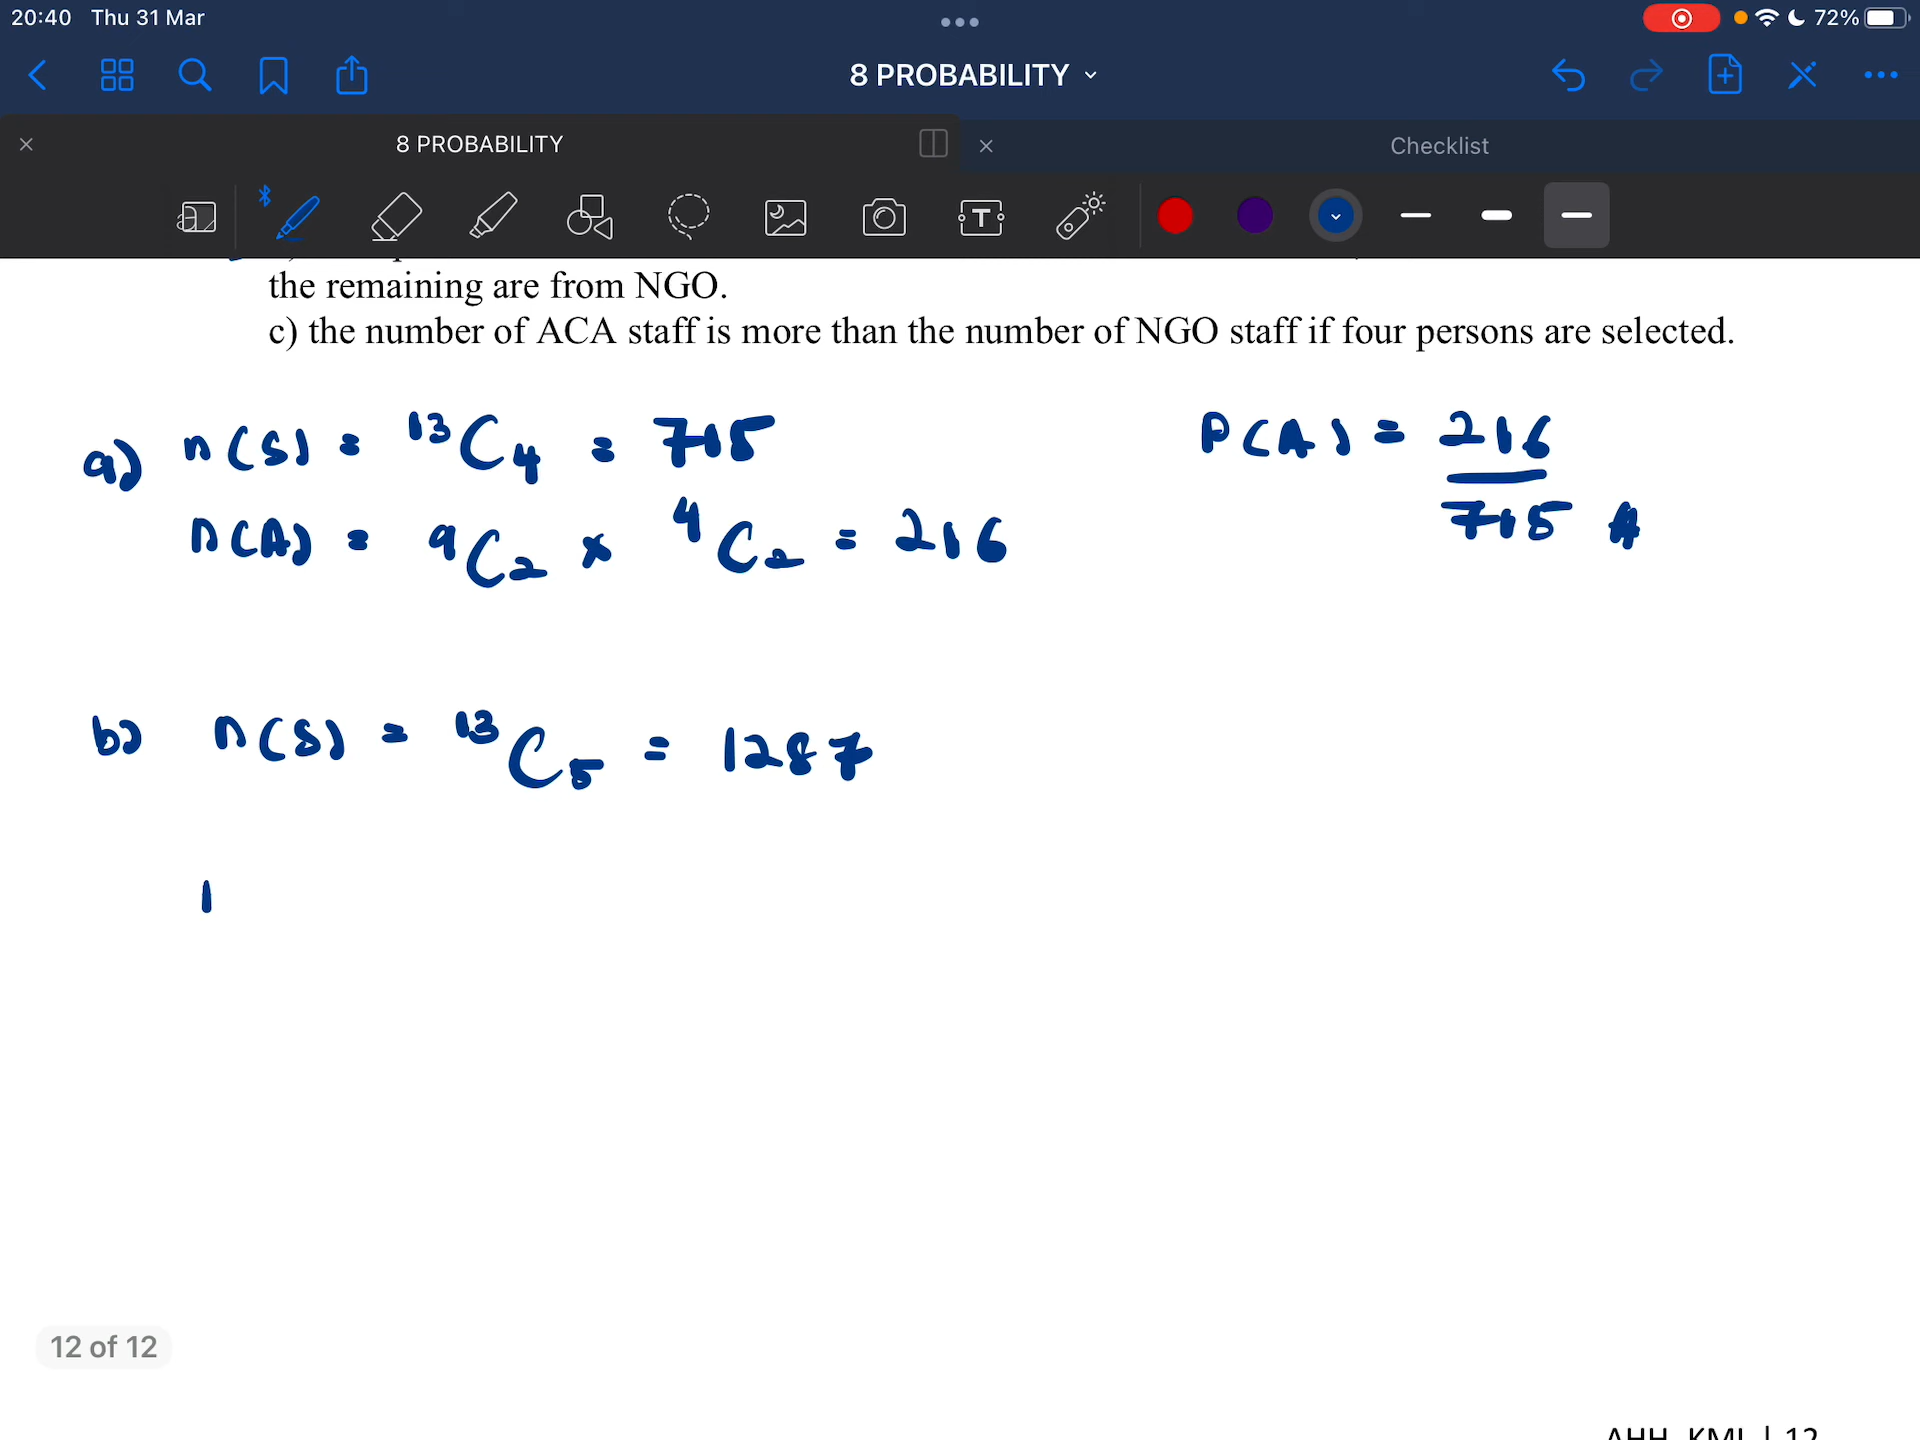 20:40 Thu 31 Mar
72%
8 PROBABILITY
8 PROBABILITY
Checklist
the remaining are from NGO.
c) the number of ACA staff is more than the number of NGO staff if four persons are selected.
a) n(S) = ¹³C₄ = 715
n(A) = ⁹C₂ × ⁴C₂ = 216
P(A) = 216
715
b) n(S) = ¹³C₅ = 1287
12 of 12